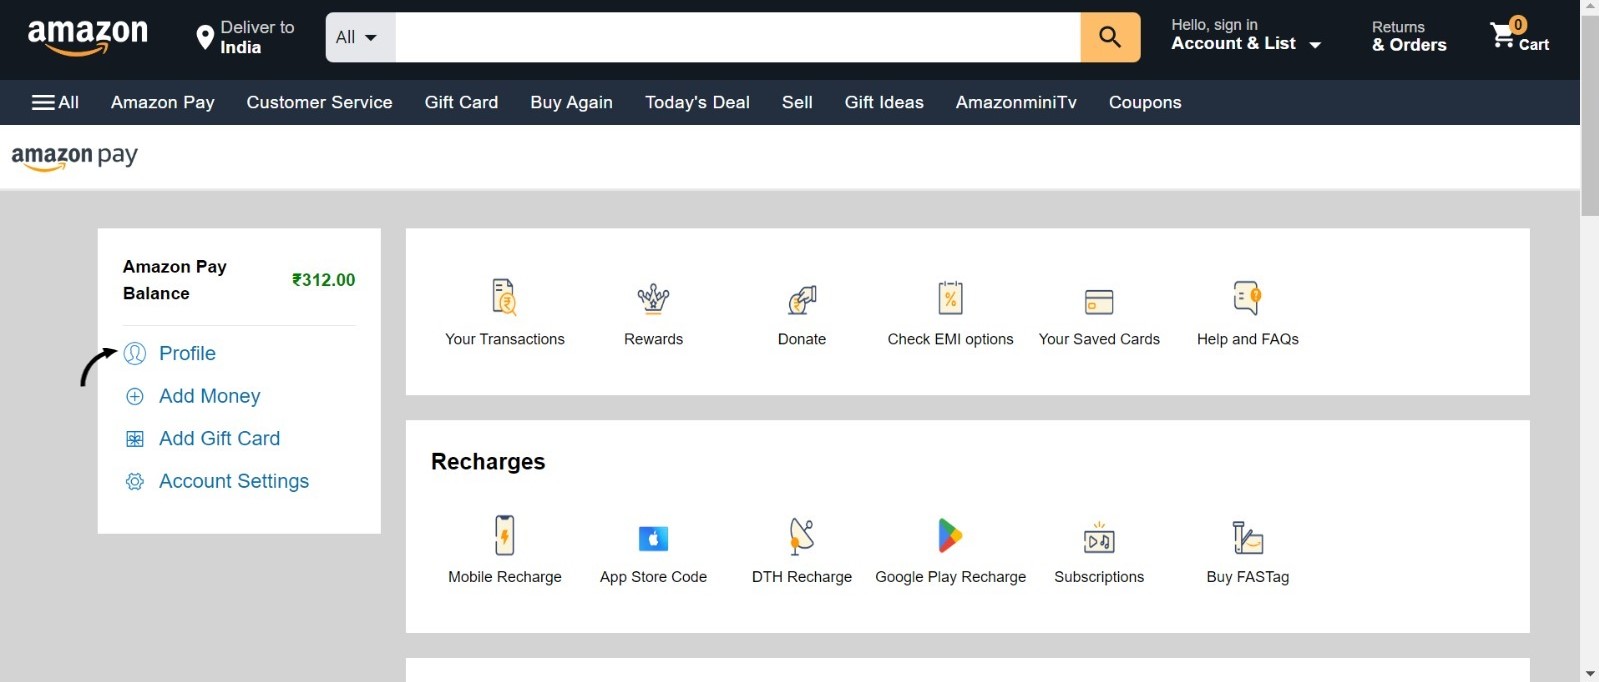 amazon
Deliver to
India
All
Hello, sign in
Account & List
Returns
& Orders
0
Cart
All
Amazon Pay
Customer Service
Gift Card
Buy Again
Today's Deal
Sell
Gift Ideas
AmazonminiTv
Coupons
amazon pay
Amazon Pay
Balance
₹312.00
Profile
Add Money
Add Gift Card
Account Settings
Your Transactions
Rewards
Donate
Check EMI options
Your Saved Cards
Help and FAQs
Recharges
Mobile Recharge
App Store Code
DTH Recharge
Google Play Recharge
Subscriptions
Buy FASTag